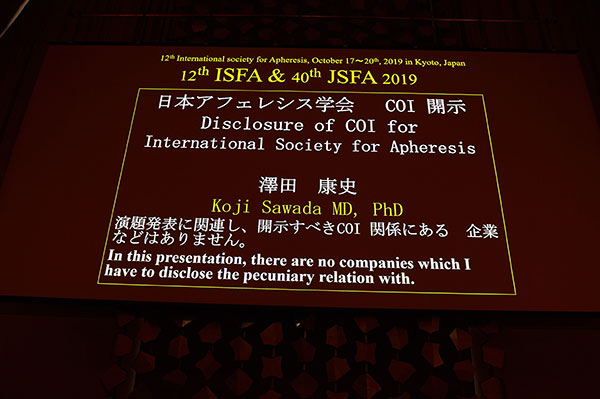 12th International society for Apheresis, October 17～20th, 2019 in Kyoto, Japan
12th ISFA & 40th JSFA 2019
日本アフェレシス学会 COI 開示
Disclosure of COI for
International Society for Apheresis
澤田 康史
Koji Sawada MD, PhD
演題発表に関連し、開示すべきCOI 関係にある 企業
などはありません。
In this presentation, there are no companies which I
have to disclose the pecuniary relation with.